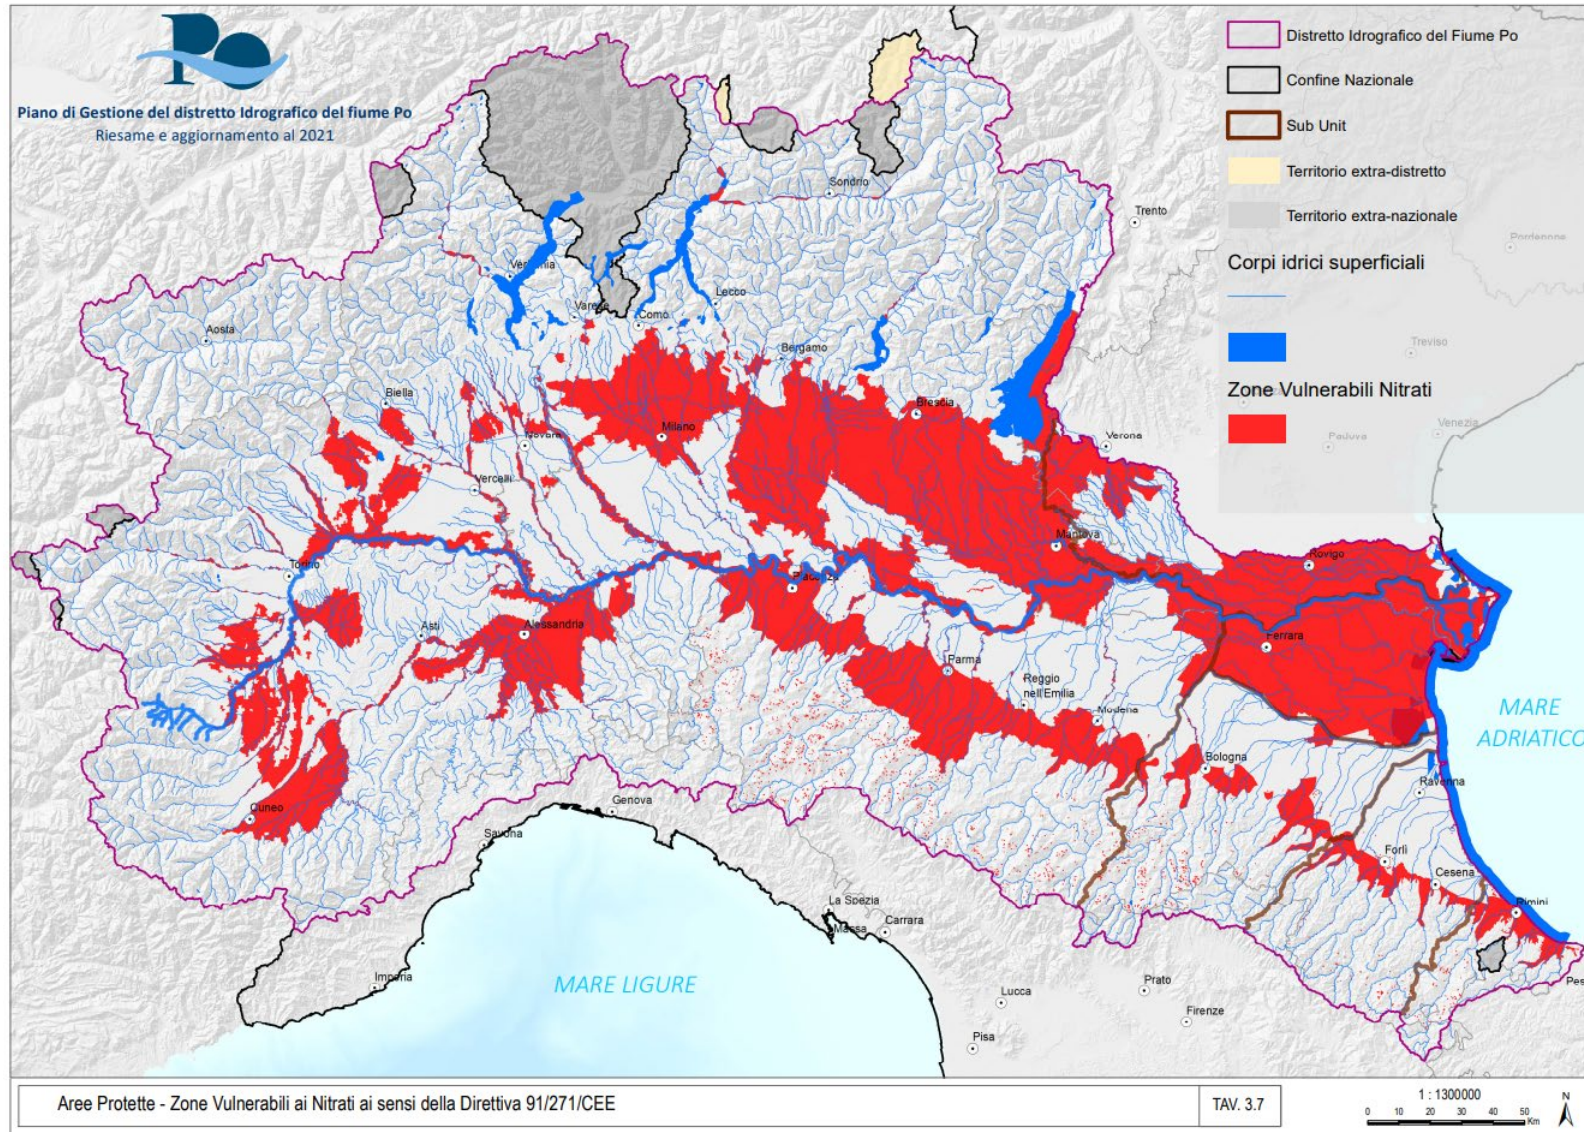 Po
Piano di Gestione del distretto Idrografico del fiume Po
Riesame e aggiornamento al 2021
Distretto Idrografico del Fiume Po
Confine Nazionale
Sub Unit
Territorio extra-distretto
Territorio extra-nazionale
Corpi idrici superficiali
Zone Vulnerabili Nitrati
Sondrio
Trento
Pordenone
Verbania
Lecco
Varese
Como
Aosta
Bergamo
Treviso
Biella
Brescia
Milano
Novara
Verona
Padova
Venezia
Vercelli
Mantova
Rovigo
Torino
Piacenza
Asti
Alessandria
Ferrara
Parma
Reggio
nell'Emilia
Modena
MARE
ADRIATICO
Bologna
Ravenna
Cuneo
Genova
Savona
Forlì
Cesena
Rimini
La Spezia
Massa
Carrara
Imperia
MARE LIGURE
Prato
Lucca
Firenze
Pisa
Pes
Aree Protette - Zone Vulnerabili ai Nitrati ai sensi della Direttiva 91/271/CEE
TAV. 3.7
1 : 1300000
0 10 20 30 40 50
Km
N